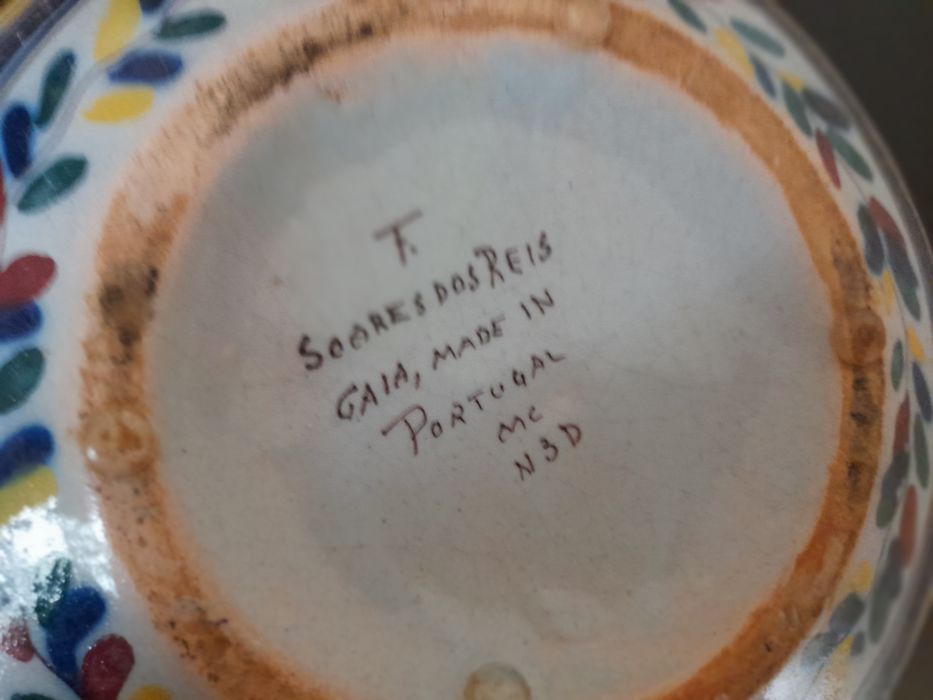 F.
SOARES DOS REIS
GAIA, MADE IN
PORTUGAL
MC
N3D